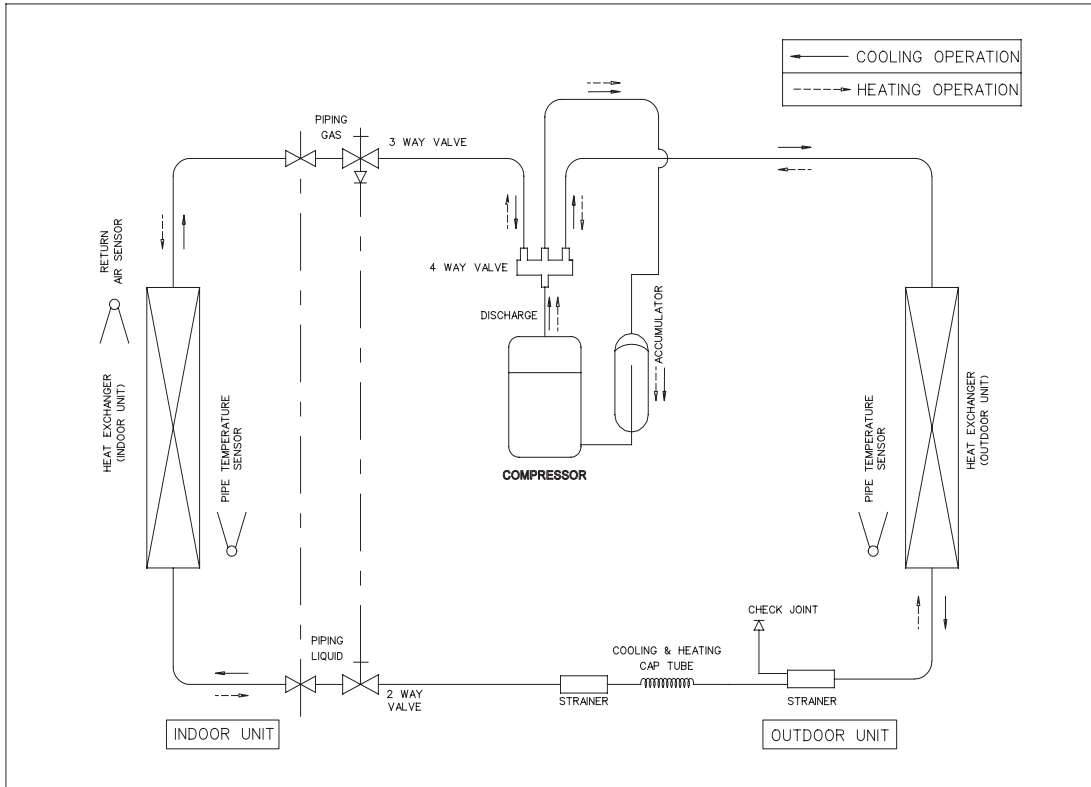 COOLING OPERATION
HEATING OPERATION
PIPING
GAS
3 WAY VALVE
RETURN
AIR SENSOR
4 WAY VALVE
DISCHARGE
ACCUMULATOR
COMPRESSOR
HEAT EXCHANGER
(INDOOR UNIT)
PIPE TEMPERATURE
SENSOR
PIPE TEMPERATURE
SENSOR
HEAT EXCHANGER
(OUTDOOR UNIT)
CHECK JOINT
PIPING
LIQUID
COOLING & HEATING
CAP TUBE
2 WAY
VALVE
STRAINER
STRAINER
INDOOR UNIT
OUTDOOR UNIT